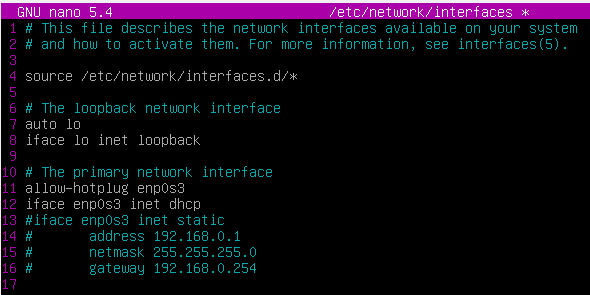 GNU nano 5.4 /etc/network/interfaces *
1 # This file describes the network interfaces available on your system
2 # and how to activate them. For more information, see interfaces(5).
3
4 source /etc/network/interfaces.d/*
5
6 # The loopback network interface
7 auto lo
8 iface lo inet loopback
9
10 # The primary network interface
11 allow-hotplug enp0s3
12 iface enp0s3 inet dhcp
13 #iface enp0s3 inet static
14 #       address 192.168.0.1
15 #       netmask 255.255.255.0
16 #       gateway 192.168.0.254
17